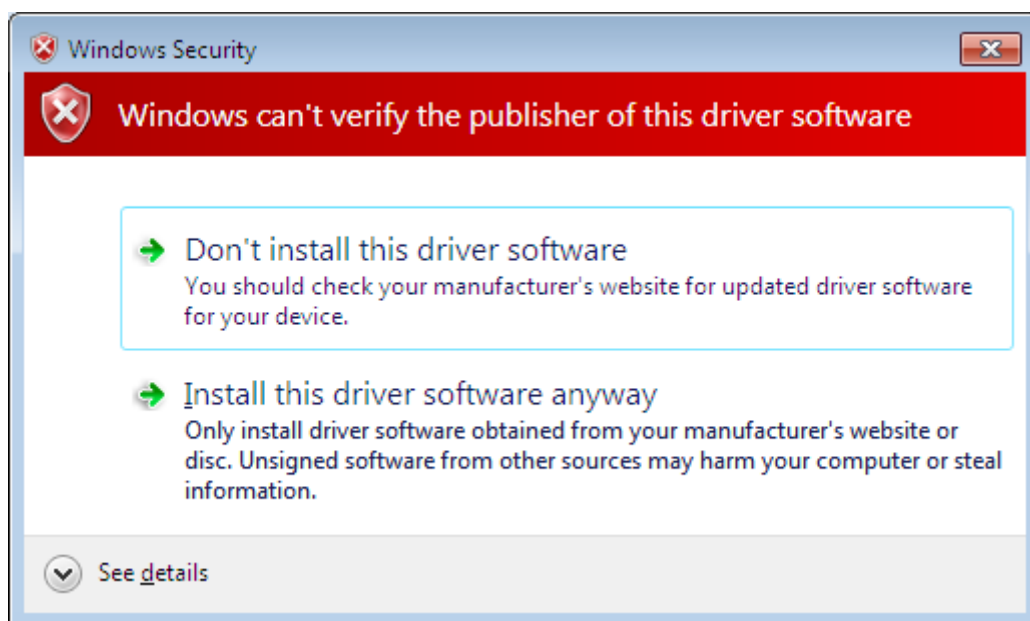 Windows Security
Windows can't verify the publisher of this driver software
Don't install this driver software
You should check your manufacturer's website for updated driver software
for your device.
Install this driver software anyway
Only install driver software obtained from your manufacturer's website or
disc. Unsigned software from other sources may harm your computer or steal
information.
See details